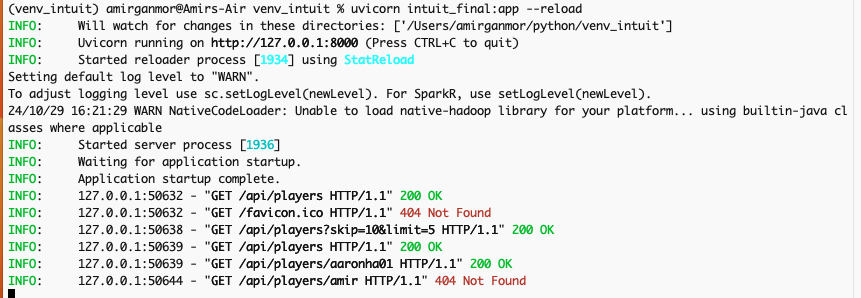 (venv_intuit) amirganmor@Amirs-Air venv_intuit % uvicorn intuit_final:app --reload
INFO:     Will watch for changes in these directories: ['/Users/amirganmor/python/venv_intuit']
INFO:     Uvicorn running on http://127.0.0.1:8000 (Press CTRL+C to quit)
INFO:     Started reloader process [1934] using StatReload
Setting default log level to "WARN".
To adjust logging level use sc.setLogLevel(newLevel). For SparkR, use setLogLevel(newLevel).
24/10/29 16:21:29 WARN NativeCodeLoader: Unable to load native-hadoop library for your platform... using builtin-java cl
asses where applicable
INFO:     Started server process [1936]
INFO:     Waiting for application startup.
INFO:     Application startup complete.
INFO:     127.0.0.1:50632 - "GET /api/players HTTP/1.1" 200 OK
INFO:     127.0.0.1:50632 - "GET /favicon.ico HTTP/1.1" 404 Not Found
INFO:     127.0.0.1:50638 - "GET /api/players?skip=10&limit=5 HTTP/1.1" 200 OK
INFO:     127.0.0.1:50639 - "GET /api/players HTTP/1.1" 200 OK
INFO:     127.0.0.1:50639 - "GET /api/players/aaronha01 HTTP/1.1" 200 OK
INFO:     127.0.0.1:50644 - "GET /api/players/amir HTTP/1.1" 404 Not Found